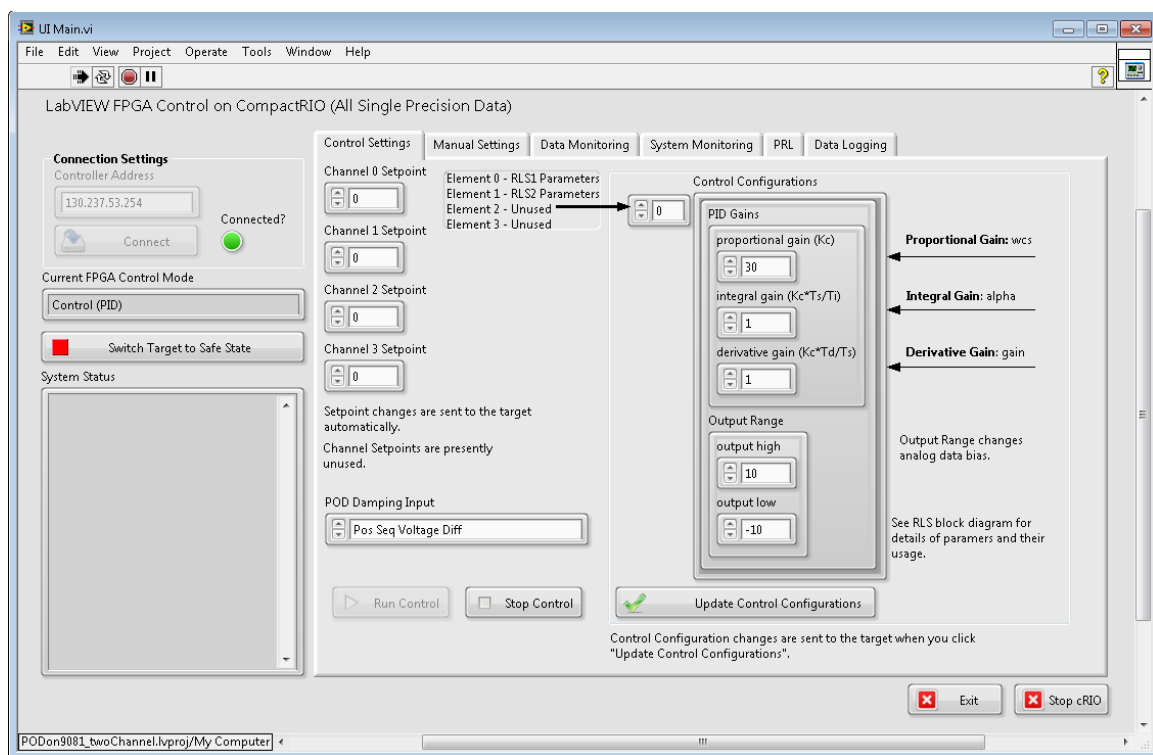 UI Main.vi
File Edit View Project Operate Tools Window Help
LabVIEW FPGA Control on CompactRIO (All Single Precision Data)
Connection Settings
Controller Address
130.237.53.254
Connected?
Connect
Current FPGA Control Mode
Control (PID)
Switch Target to Safe State
System Status
Control Settings
Manual Settings
Data Monitoring
System Monitoring
PRL
Data Logging
Channel 0 Setpoint
0
Channel 1 Setpoint
0
Channel 2 Setpoint
0
Channel 3 Setpoint
0
Setpoint changes are sent to the target
automatically.
Channel Setpoints are presently
unused.
POD Damping Input
Pos Seq Voltage Diff
Run Control
Stop Control
Element 0 - RLS1 Parameters
Element 1 - RLS2 Parameters
Element 2 - Unused
Element 3 - Unused
Control Configurations
0
PID Gains
proportional gain (Kc)
30
integral gain (Kc*Ts/Ti)
1
derivative gain (Kc*Td/Ts)
1
Output Range
output high
10
output low
-10
Proportional Gain: wcs
Integral Gain: alpha
Derivative Gain: gain
Output Range changes
analog data bias.
See RLS block diagram for
details of paramers and their
usage.
Update Control Configurations
Control Configuration changes are sent to the target when you click
"Update Control Configurations".
Exit
Stop cRIO
PODon9081_twoChannel.lvproj/My Computer